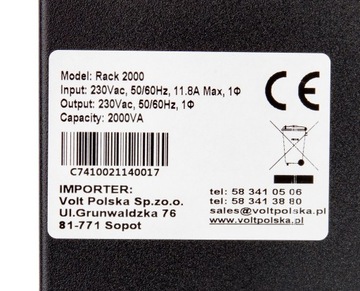 Model: Rack 2000
Input: 230Vac, 50/60Hz, 11.8A Max, 1Φ
Output: 230Vac, 50/60Hz, 1Φ
Capacity: 2000VA
CE
C7410021140017
IMPORTER:
Volt Polska Sp.zo.o.
Ul.Grunwaldzka 76
81-771 Sopot
tel: 58 341 05 06
tel: 58 341 38 80
sales@voltpolska.pl
www.voltpolska.pl